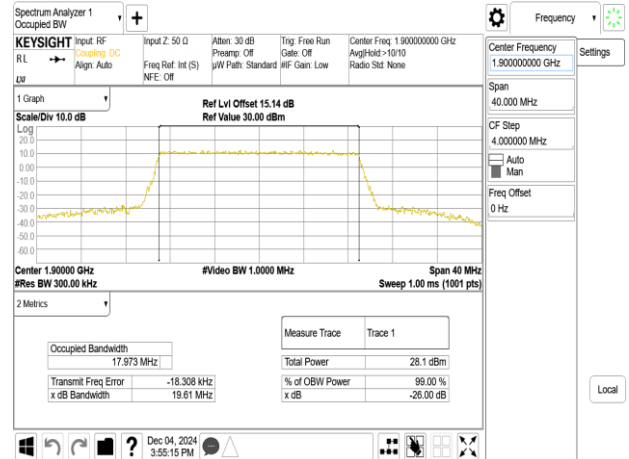 Spectrum Analyzer 1
Occupied BW
KEYSIGHT
Input: RF
Coupling: DC
Align: Auto
Input Z: 50 Ω
Freq Ref: Int (S)
NFE: Off
Atten: 30 dB
Preamp: Off
µW Path: Standard
Trig: Free Run
Gate: Off
#IF Gain: Low
Center Freq: 1.900000000 GHz
Avg|Hold:>10/10
Radio Std: None
RL
LXI
1 Graph
Scale/Div 10.0 dB
Ref Lvl Offset 15.14 dB
Ref Value 30.00 dBm
Log
20.0
10.0
0.00
-10.0
-20.0
-30.0
-40.0
-50.0
-60.0
Center 1.90000 GHz
#Video BW 1.0000 MHz
Span 40 MHz
#Res BW 300.00 kHz
Sweep 1.00 ms (1001 pts)
2 Metrics
Measure Trace
Trace 1
Occupied Bandwidth
17.973 MHz
Total Power
28.1 dBm
Transmit Freq Error
-18.308 kHz
% of OBW Power
99.00 %
x dB Bandwidth
19.61 MHz
x dB
-26.00 dB
Dec 04, 2024
3:55:15 PM
Frequency
Center Frequency
1.900000000 GHz
Settings
Span
40.000 MHz
CF Step
4.000000 MHz
Auto
Man
Freq Offset
0 Hz
Local